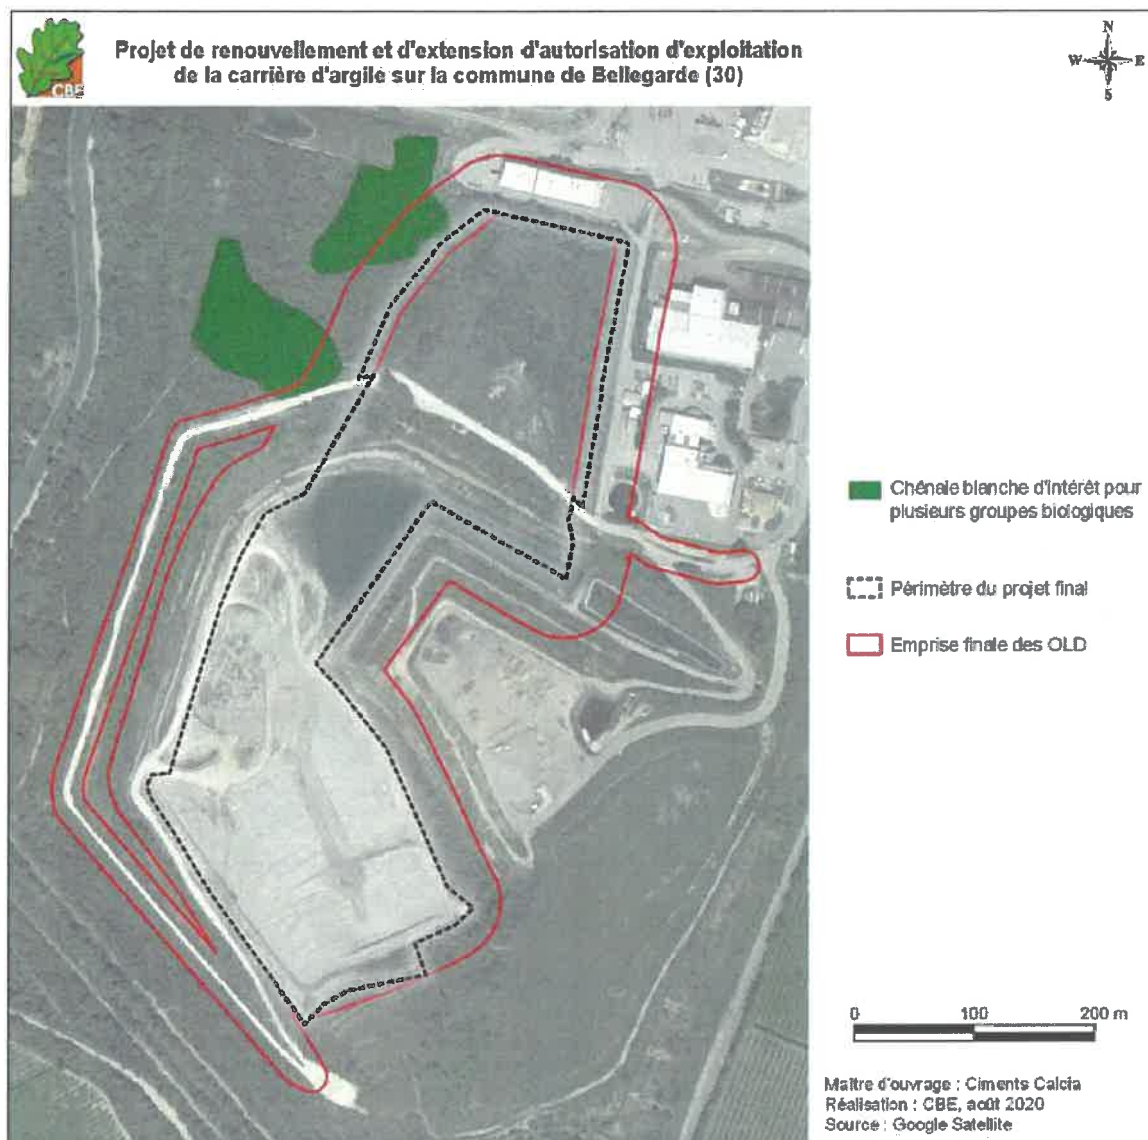 CBE
Projet de renouvellement et d'extension d'autorisation d'exploitation
de la carrière d'argile sur la commune de Bellegarde (30)
N
W E
S
Chênaie blanche d'intérêt pour
plusieurs groupes biologiques
Périmètre du projet final
Emprise finale des OLD
0 100 200 m
Maître d'ouvrage : Ciments Calcia
Réalisation : CBE, août 2020
Source : Google Satellite